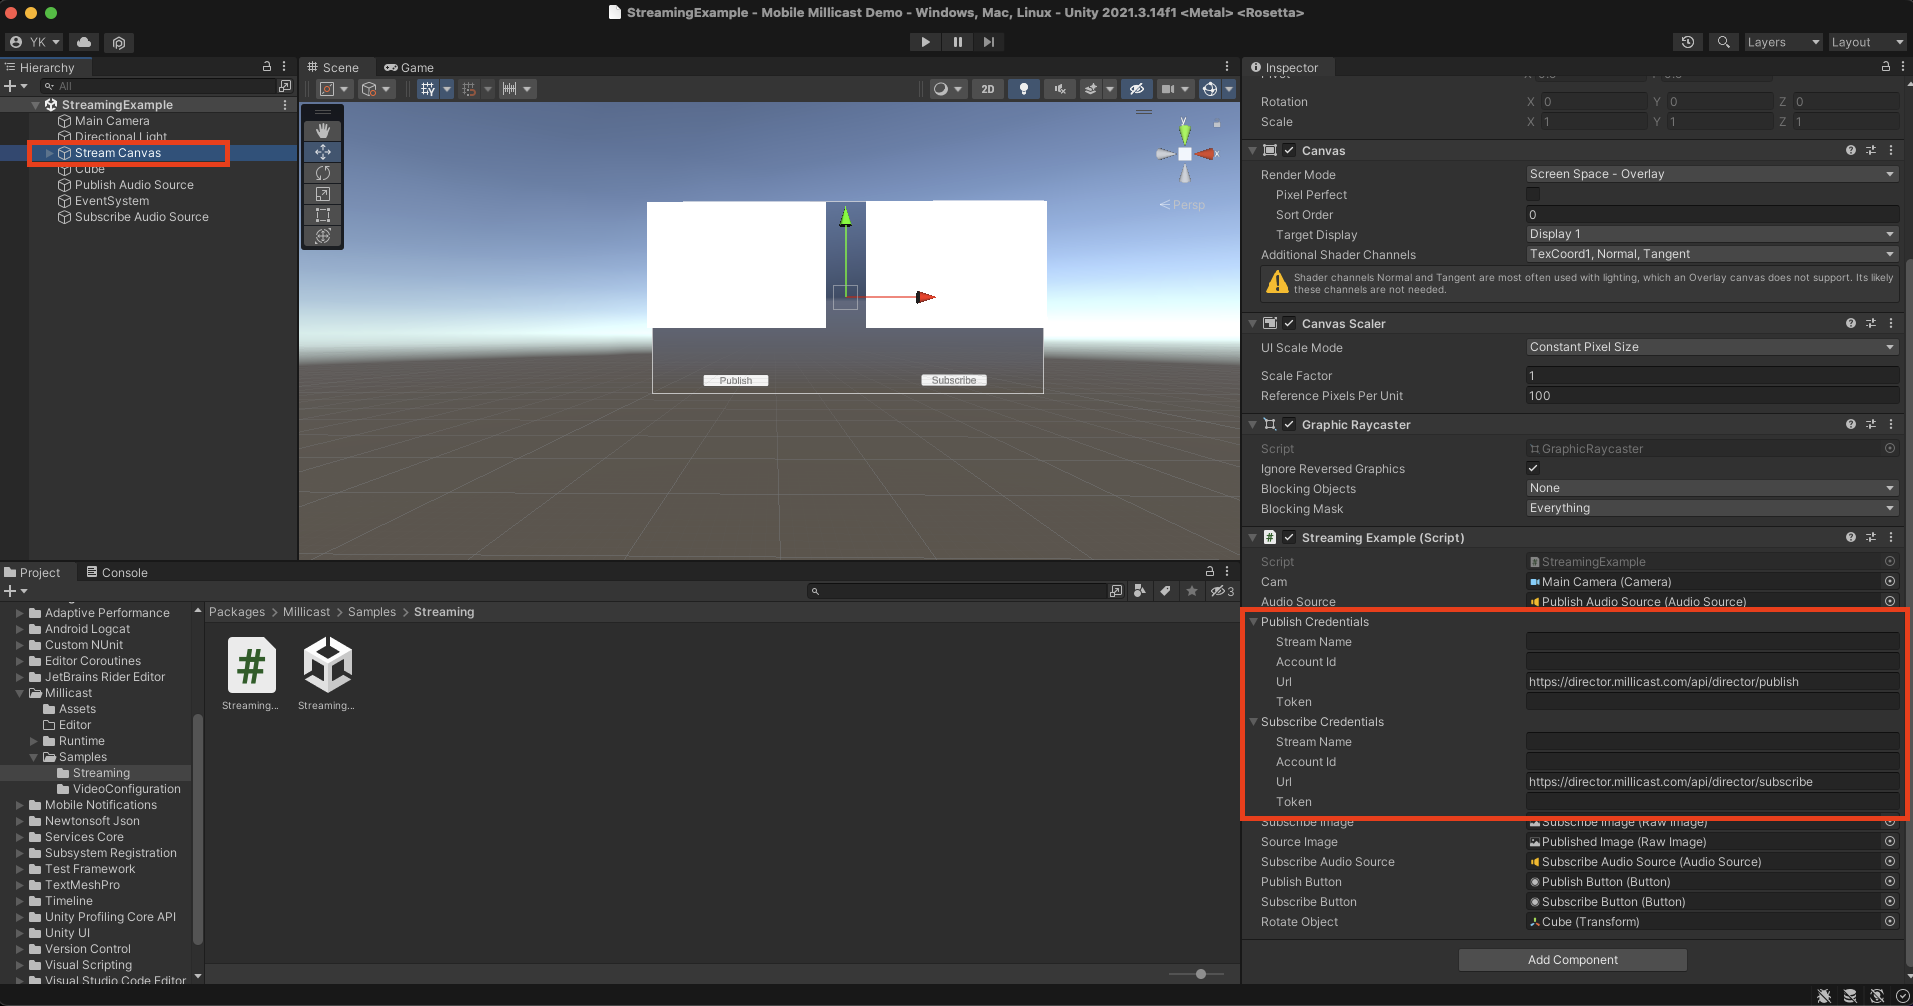 StreamingExample - Mobile Millicast Demo - Windows, Mac, Linux - Unity 2021.3.14f1 <Metal> <Rosetta>
YK
Layers
Layout
Hierarchy
All
StreamingExample
Main Camera
Directional Light
Stream Canvas
Cube
Publish Audio Source
EventSystem
Subscribe Audio Source
Scene
Game
2D
y
x
Persp
Publish
Subscribe
Inspector
Rotation X 0 Y 0 Z 0
Scale X 1 Y 1 Z 1
Canvas
Render Mode Screen Space - Overlay
Pixel Perfect
Sort Order 0
Target Display Display 1
Additional Shader Channels TexCoord1, Normal, Tangent
Shader channels Normal and Tangent are most often used with lighting, which an Overlay canvas does not support. Its likely
these channels are not needed.
Canvas Scaler
UI Scale Mode Constant Pixel Size
Scale Factor 1
Reference Pixels Per Unit 100
Graphic Raycaster
Script GraphicRaycaster
Ignore Reversed Graphics
Blocking Objects None
Blocking Mask Everything
# Streaming Example (Script)
Script StreamingExample
Cam Main Camera (Camera)
Audio Source Publish Audio Source (Audio Source)
Publish Credentials
Stream Name
Account Id
Url https://director.millicast.com/api/director/publish
Token
Subscribe Credentials
Stream Name
Account Id
Url https://director.millicast.com/api/director/subscribe
Token
Subscribe Image Subscribe Image (Raw Image)
Source Image Published Image (Raw Image)
Subscribe Audio Source Subscribe Audio Source (Audio Source)
Publish Button Publish Button (Button)
Subscribe Button Subscribe Button (Button)
Rotate Object Cube (Transform)
Add Component
Project
Console
3
Adaptive Performance
Android Logcat
Custom NUnit
Editor Coroutines
JetBrains Rider Editor
Millicast
Assets
Editor
Runtime
Samples
Streaming
VideoConfiguration
Mobile Notifications
Newtonsoft Json
Services Core
Subsystem Registration
Test Framework
TextMeshPro
Timeline
Unity Profiling Core API
Unity UI
Version Control
Visual Scripting
Visual Studio Code Editor
Packages > Millicast > Samples > Streaming
#
Streaming...
Streaming...